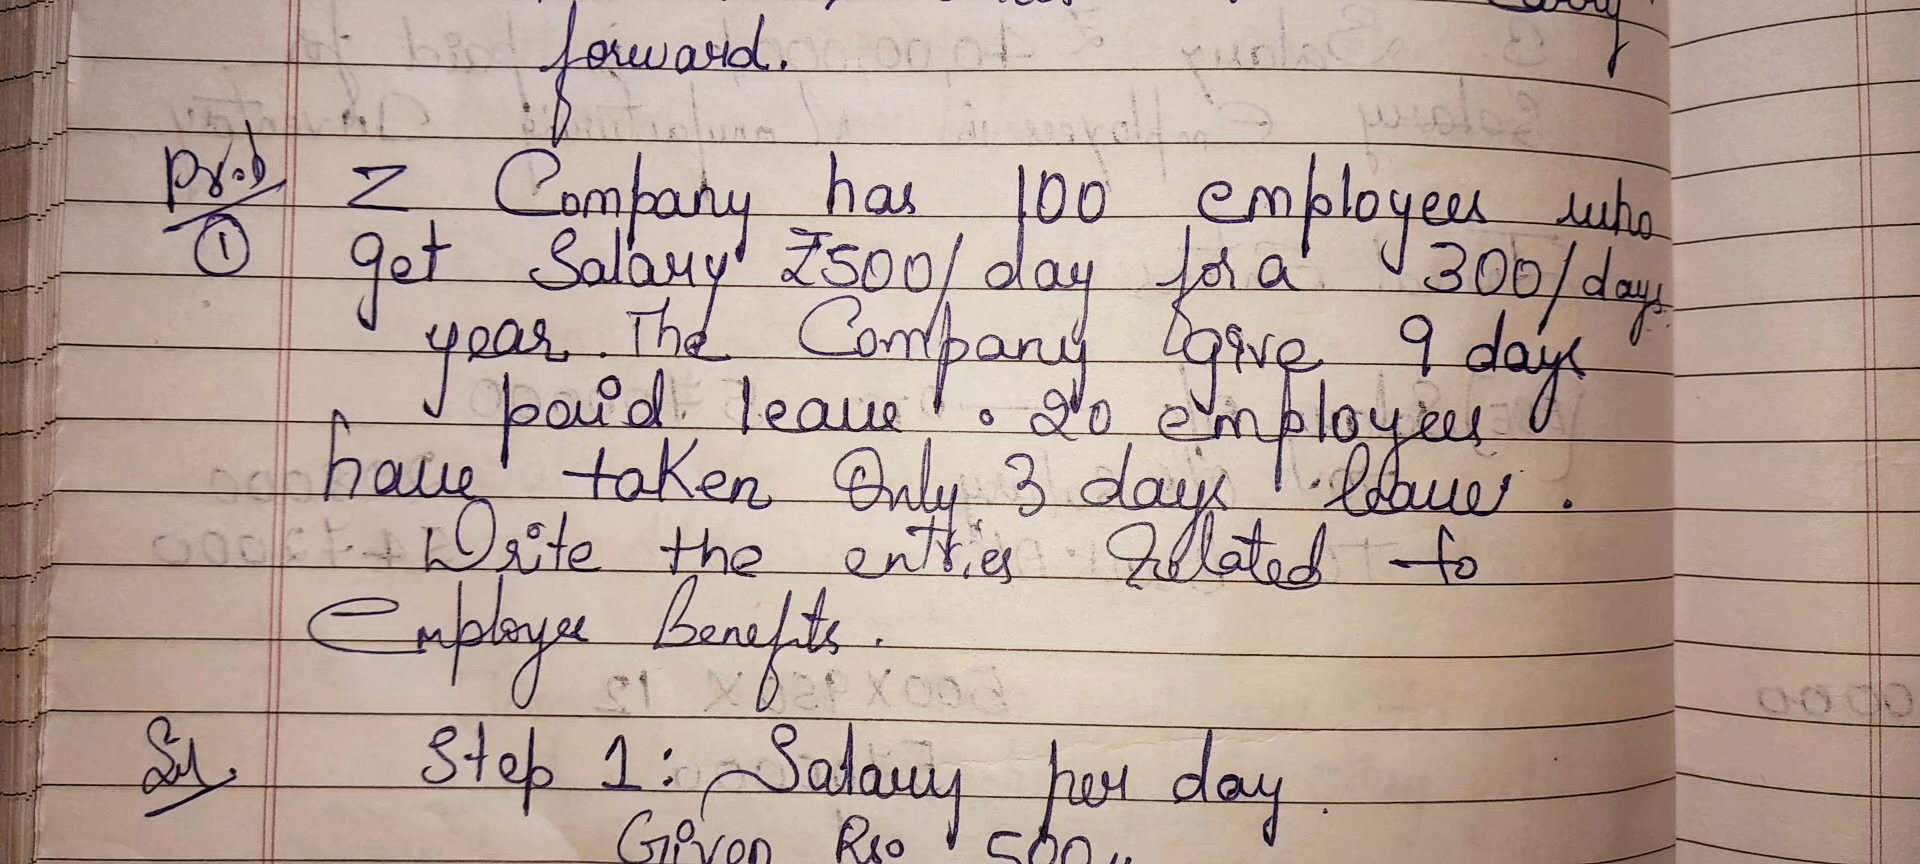 forward.
Prob
①
Z Company has 100 employees who
get Salary ₹500/day for a 300/days
year. The Company give 9 days
paid leave. 20 employees
have taken Only 3 days leave.
Write the entries Related to
Employee Benefits.
Sol. Step 1: Salary per day.
Given Rs. 500